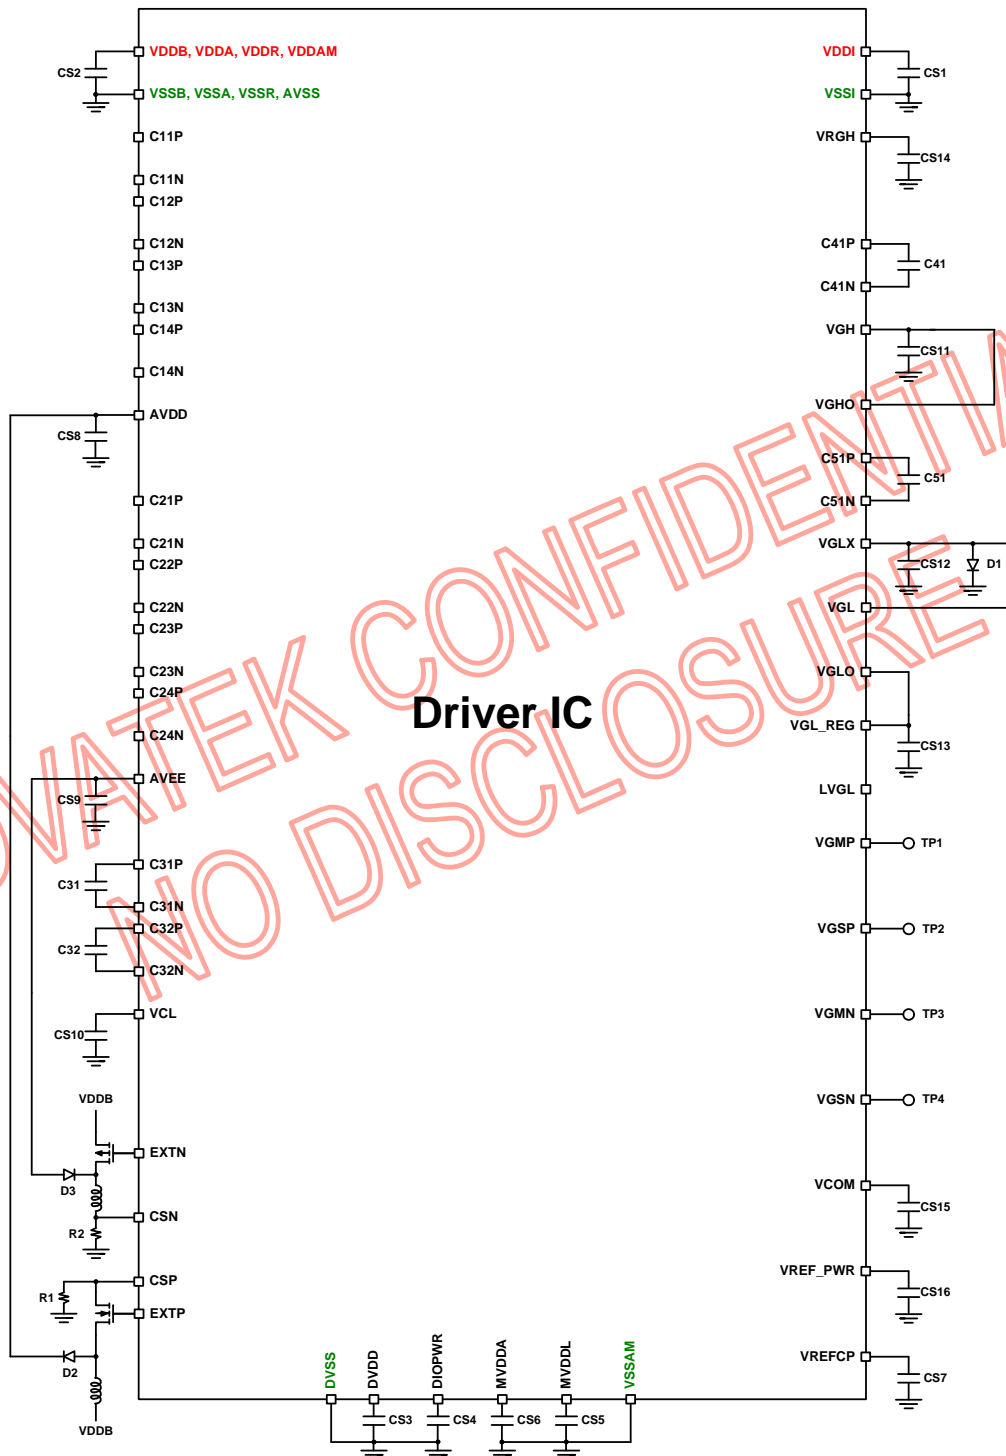 VDDB, VDDA, VDDR, VDDAM
CS2
VSSB, VSSA, VSSR, AVSS
C11P
C11N
C12P
C12N
C13P
C13N
C14P
C14N
AVDD
CS8
C21P
C21N
C22P
C22N
C23P
C23N
C24P
C24N
AVEE
CS9
C31P
C31
C31N
C32P
C32
C32N
VCL
CS10
VDDB
EXTN
D3
CSN
R2
CSP
R1
EXTP
D2
VDDB
Driver IC
VDDI
CS1
VSSI
VRGH
CS14
C41P
C41
C41N
VGH
CS11
VGHO
C51P
C51
C51N
VGLX
CS12
D1
VGL
VGLO
VGL_REG
CS13
LVGL
VGMP
TP1
VGSP
TP2
VGMN
TP3
VGSN
TP4
VCOM
CS15
VREF_PWR
CS16
VREFCP
CS7
DVSS
DVDD
DIOPWR
MVDDA
MVDDL
VSSAM
CS3
CS4
CS6
CS5
NO DISCLOSURE